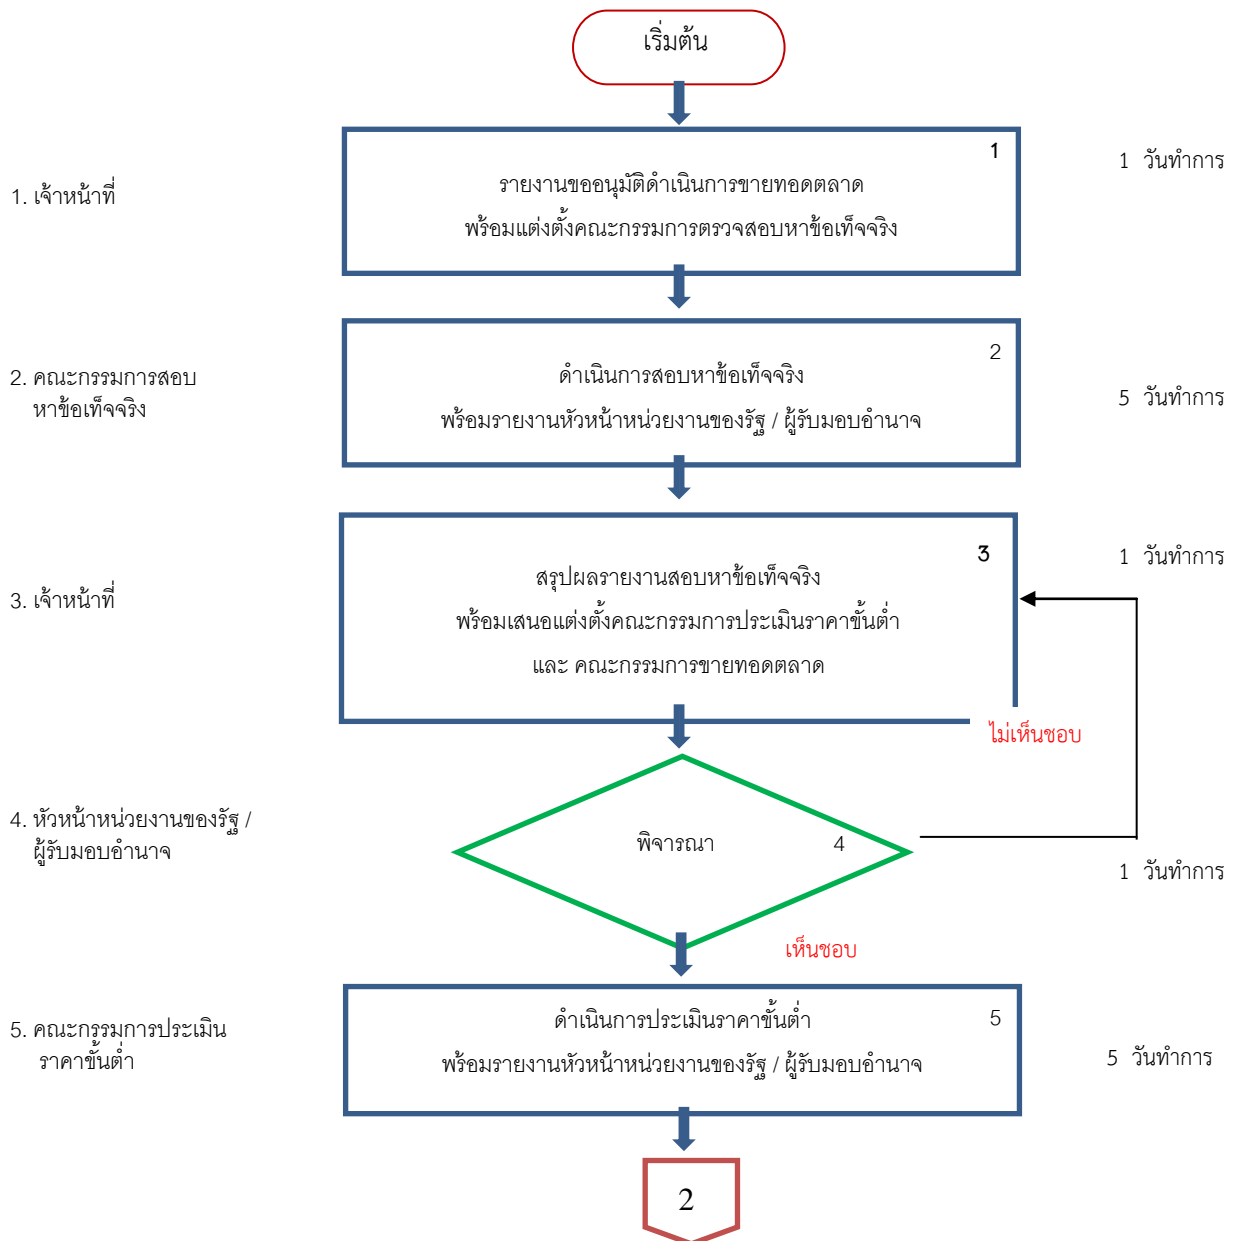 เริ่มต้น
1
1 วันทำการ
1. เจ้าหน้าที่
รายงานขออนุมัติดำเนินการขายทอดตลาด
พร้อมแต่งตั้งคณะกรรมการตรวจสอบหาข้อเท็จจริง
2
2. คณะกรรมการสอบ
หาข้อเท็จจริง
ดำเนินการสอบหาข้อเท็จจริง
พร้อมรายงานหัวหน้าหน่วยงานของรัฐ / ผู้รับมอบอำนาจ
5 วันทำการ
3
1 วันทำการ
3. เจ้าหน้าที่
สรุปผลรายงานสอบหาข้อเท็จจริง
พร้อมเสนอแต่งตั้งคณะกรรมการประเมินราคาขั้นต่ำ
และ คณะกรรมการขายทอดตลาด
ไม่เห็นชอบ
4. หัวหน้าหน่วยงานของรัฐ /
ผู้รับมอบอำนาจ
พิจารณา
4
1 วันทำการ
เห็นชอบ
5. คณะกรรมการประเมิน
ราคาขั้นต่ำ
ดำเนินการประเมินราคาขั้นต่ำ
5
พร้อมรายงานหัวหน้าหน่วยงานของรัฐ / ผู้รับมอบอำนาจ
5 วันทำการ
2